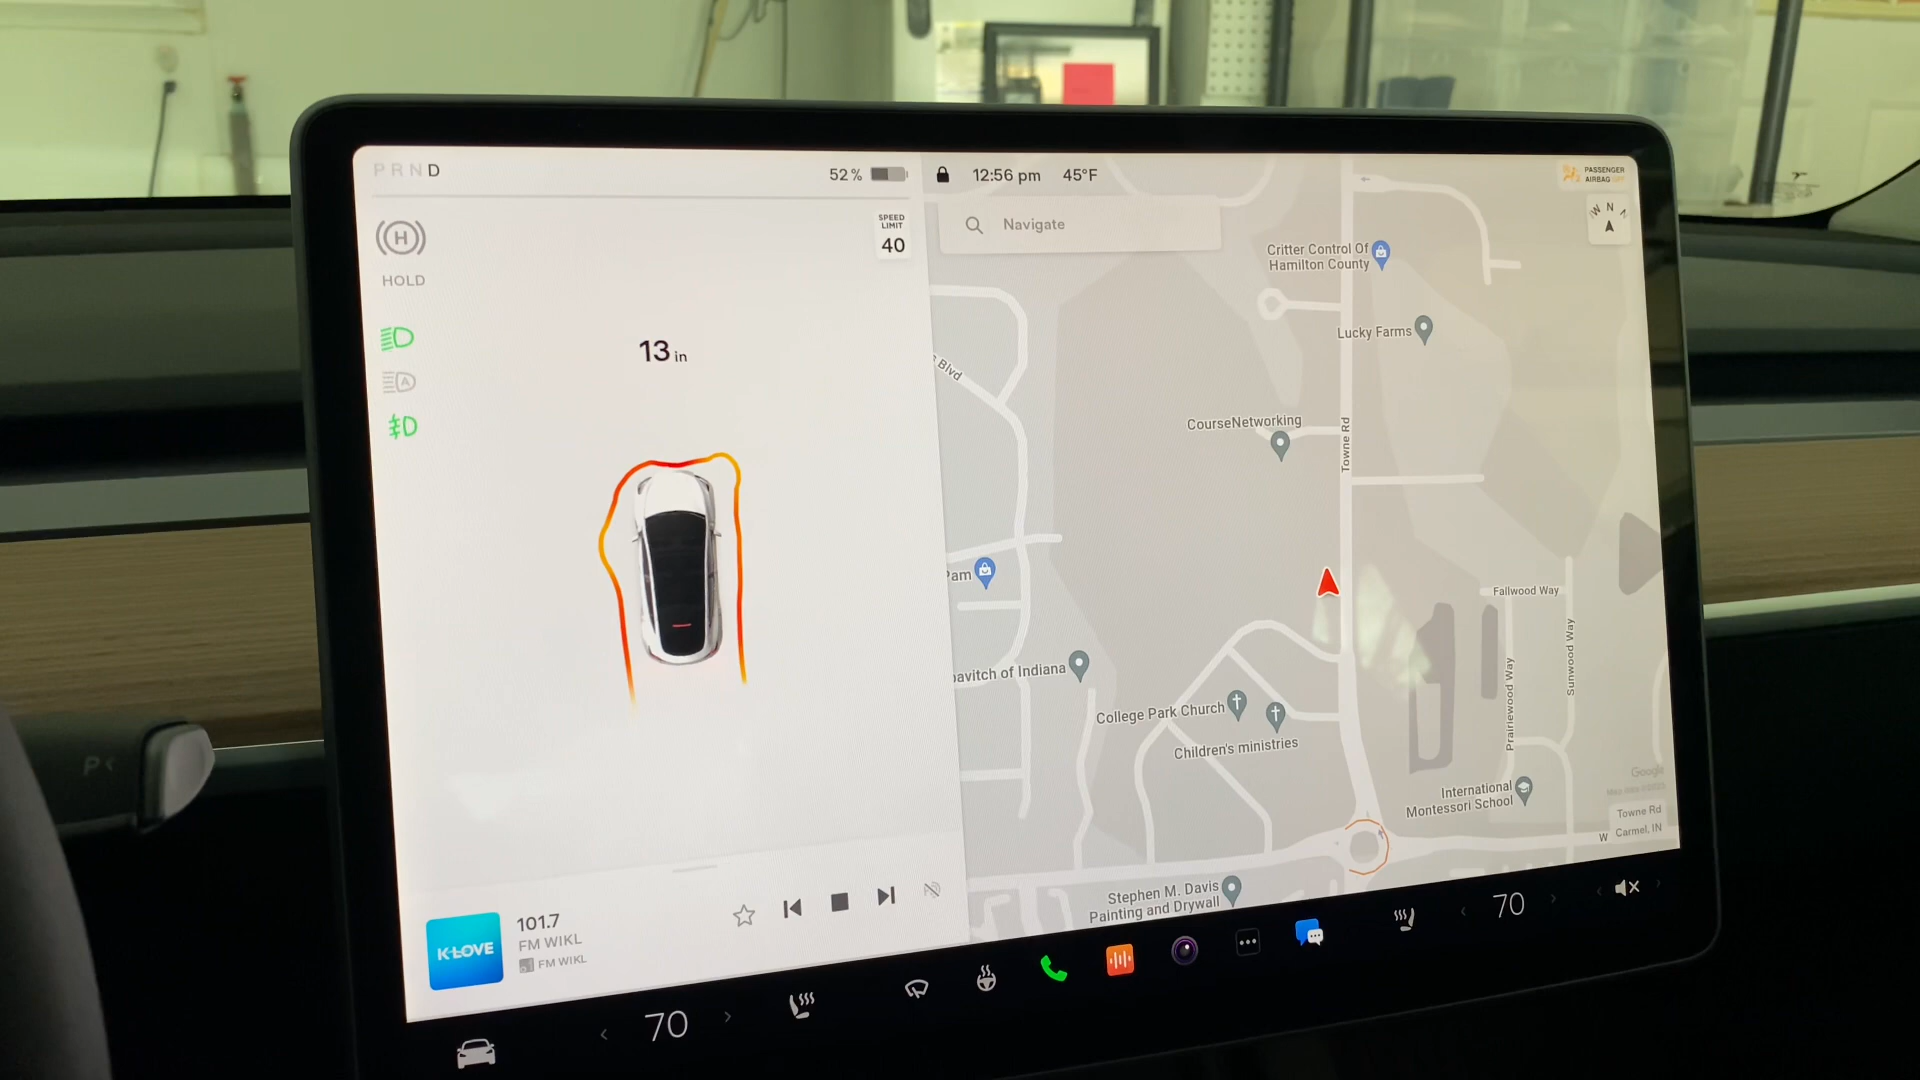 P R N D
52 %
12:56 pm
45°F
PASSENGER
AIRBAG OFF
H
HOLD
SPEED
LIMIT
40
Navigate
W N
A
13 in
Critter Control Of
Hamilton County
Lucky Farms
Blvd
CourseNetworking
Towne Rd
Pam
Fallwood Way
Sunwood Way
Prairiewood Way
avitch of Indiana
College Park Church
Children's ministries
International
Montessori School
Google
Towne Rd
W
Carmel, IN
Stephen M. Davis
Painting and Drywall
K-LOVE
101.7
FM WIKL
FM WIKL
P
70
70